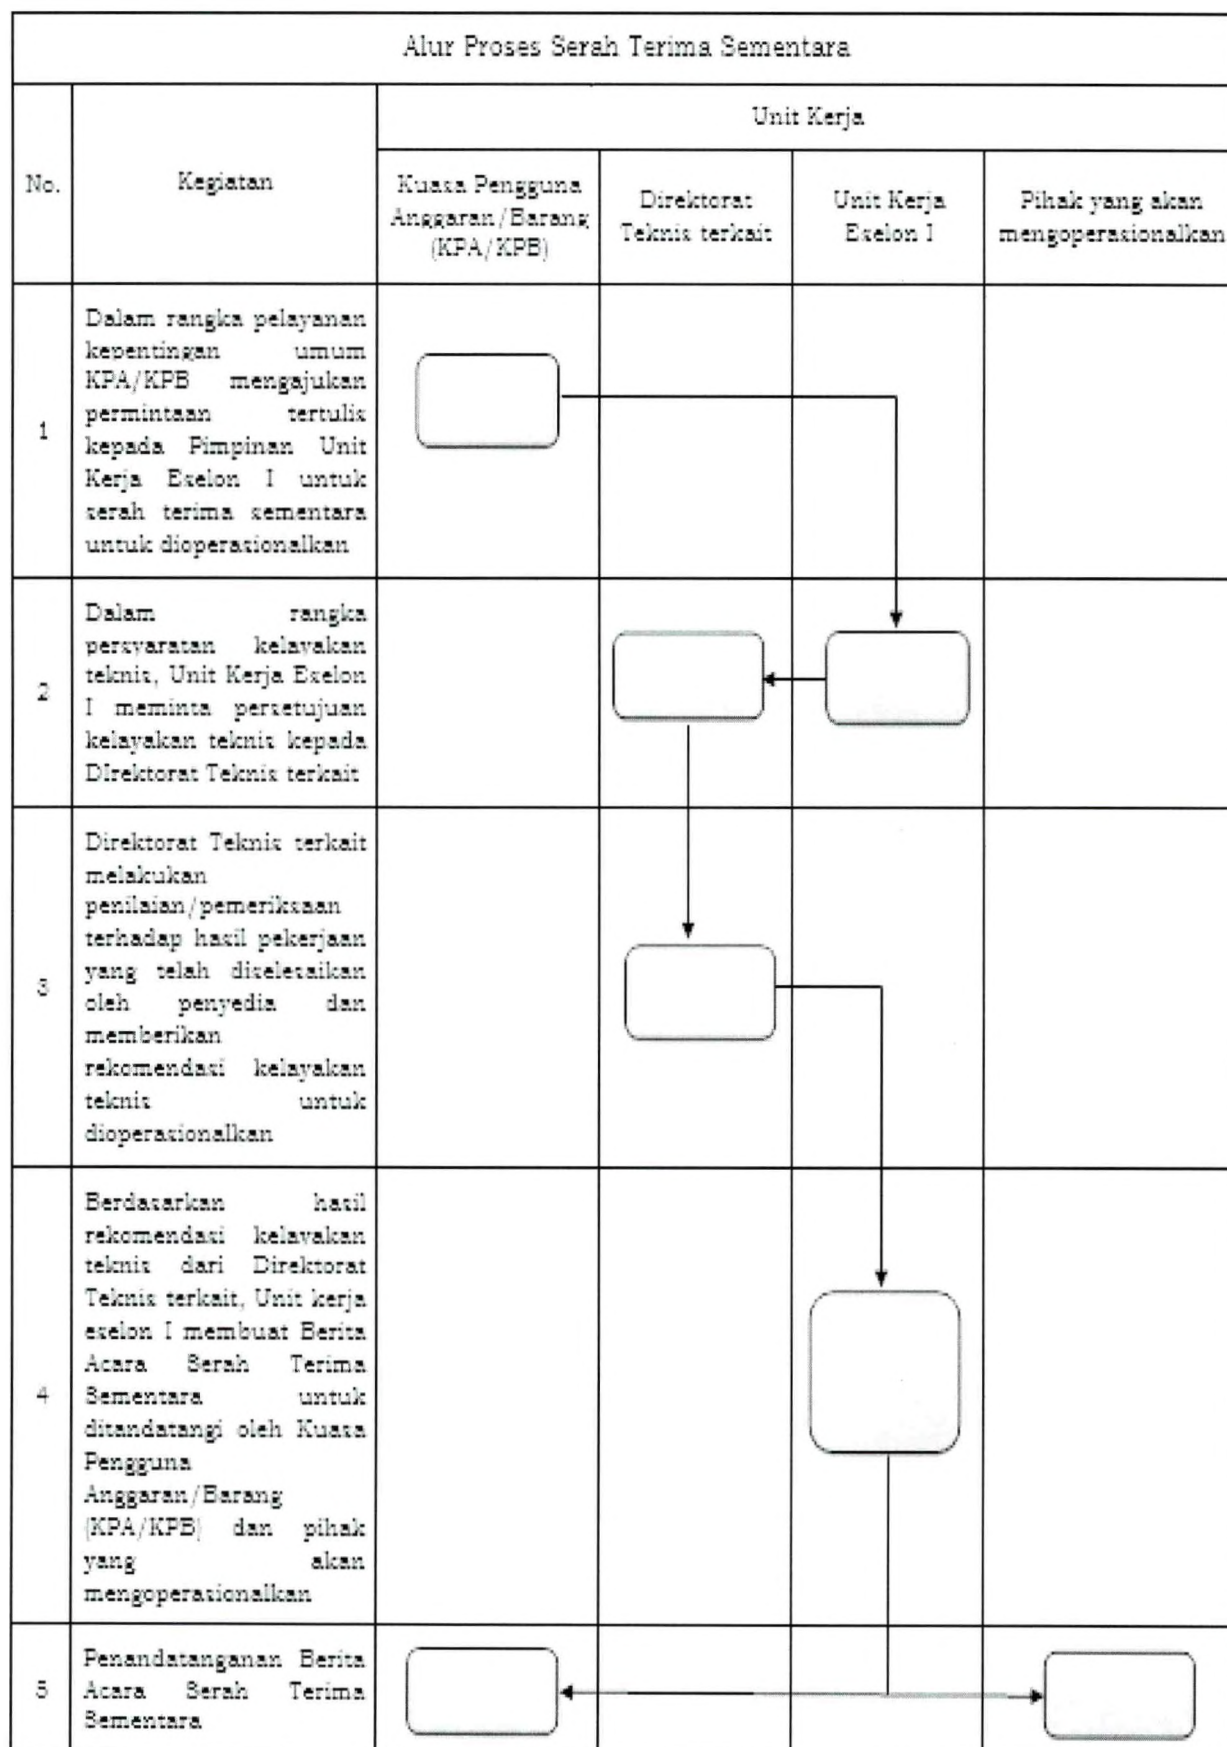 Alur Proses Serah Terima Sementara
No.
Kegiatan
Unit Kerja
Kuasa Pengguna
Anggaran/Barang
(KPA/KPB)
Direktorat
Teknis terkait
Unit Kerja
Eselon I
Pihak yang akan
mengoperasionalkan
1
Dalam rangka pelayanan
kepentingan umum
KPA/KPB mengajukan
permintaan tertulis
kepada Pimpinan Unit
Kerja Eselon I untuk
serah terima sementara
untuk dioperasionalkan
2
Dalam rangka
persyaratan kelayakan
teknis, Unit Kerja Eselon
I meminta persetujuan
kelayakan teknis kepada
DIrektorat Teknis terkait
3
Direktorat Teknis terkait
melakukan
penilaian/pemeriksaan
terhadap hasil pekerjaan
yang telah diselesaikan
oleh penyedia dan
memberikan
rekomendasi kelayakan
teknis untuk
dioperasionalkan
4
Berdasarkan hasil
rekomendasi kelayakan
teknis dari Direktorat
Teknis terkait, Unit kerja
eselon I membuat Berita
Acara Serah Terima
Sementara untuk
ditandatangi oleh Kuasa
Pengguna
Anggaran/Barang
(KPA/KPB) dan pihak
yang akan
mengoperasionalkan
5
Penandatanganan Berita
Acara Serah Terima
Sementara